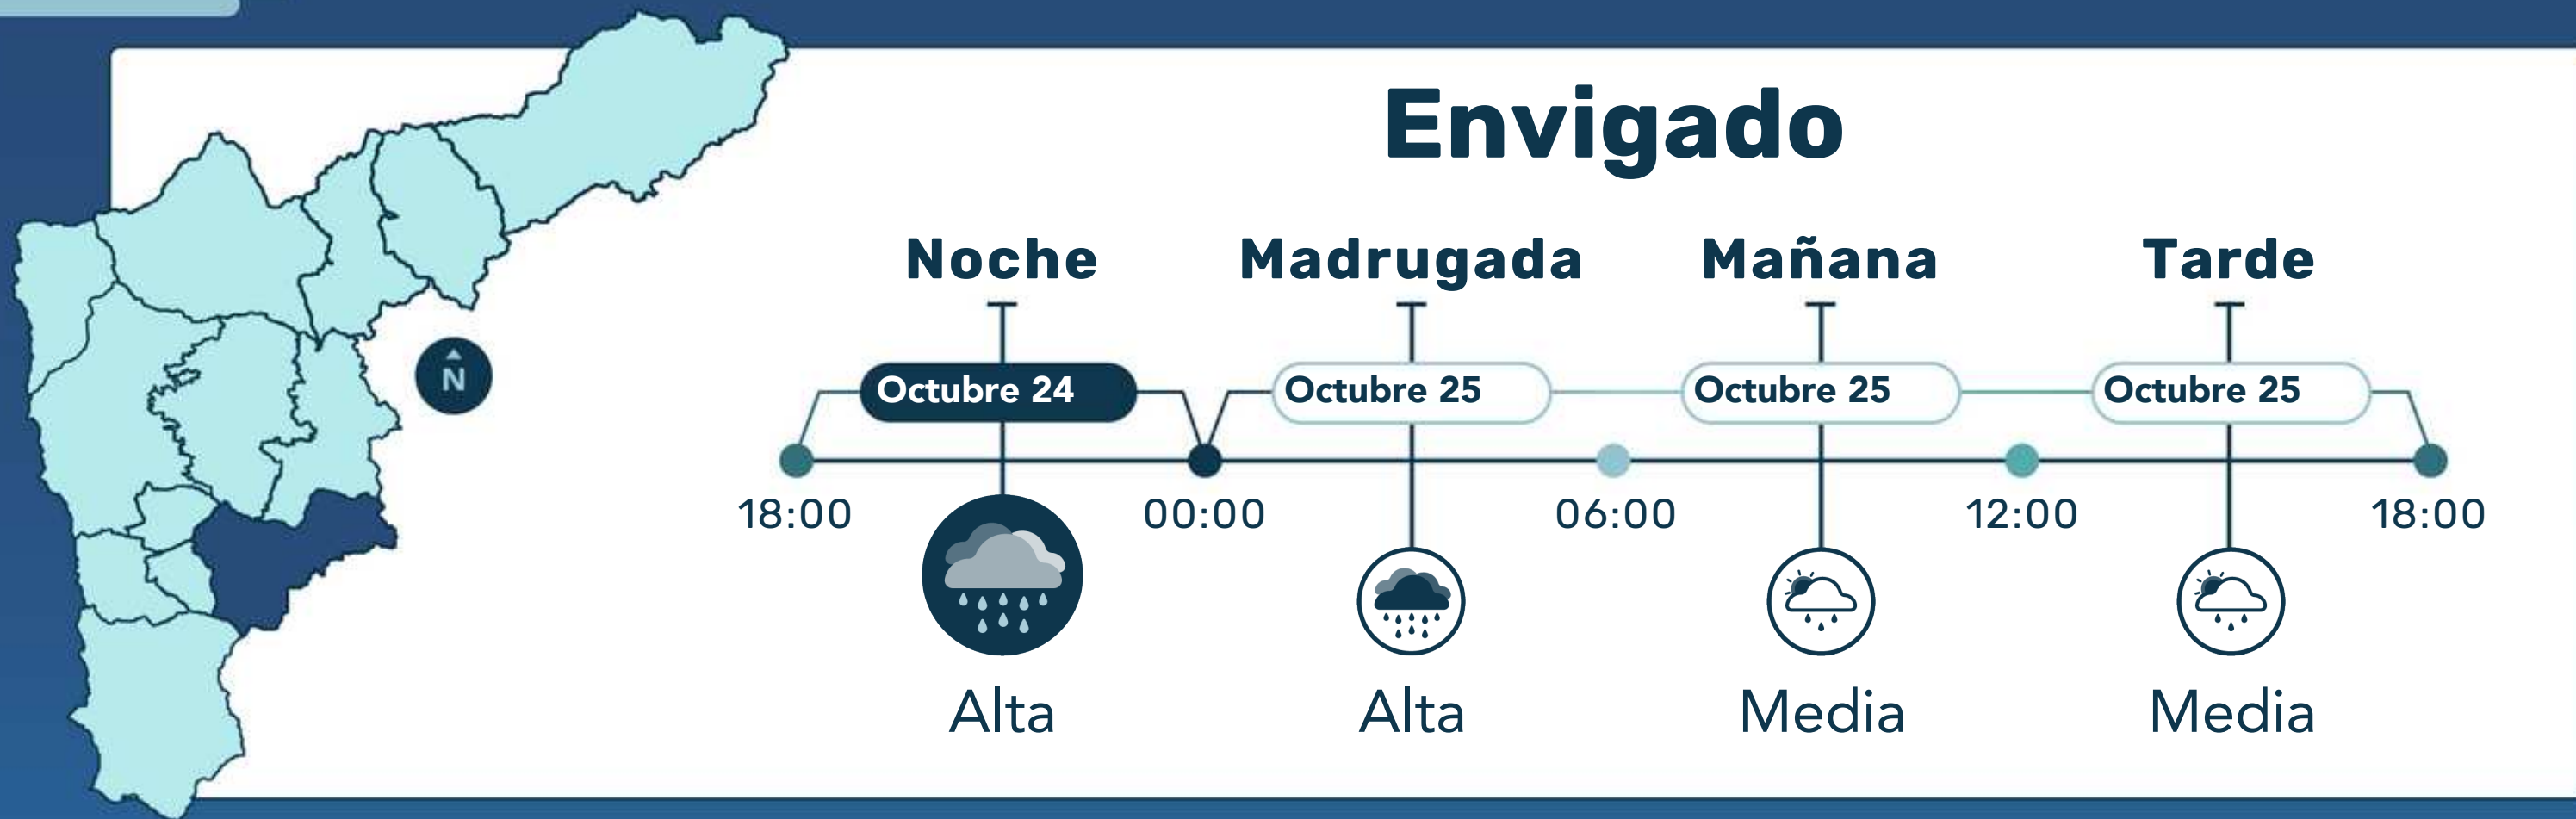 Envigado
Noche Madrugada Mañana Tarde
N
Octubre 24 Octubre 25 Octubre 25 Octubre 25
18:00 00:00 06:00 12:00 18:00
Alta Alta Media Media